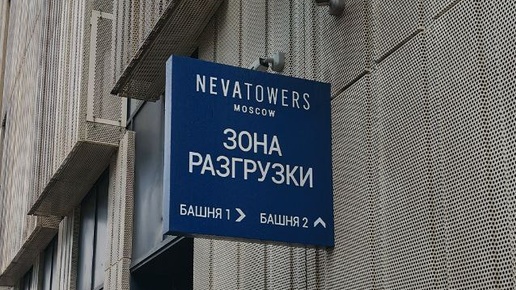 NEVATOWERS
MOSCOW
ЗОНА
РАЗГРУЗКИ
БАШНЯ 1 > БАШНЯ 2 ^